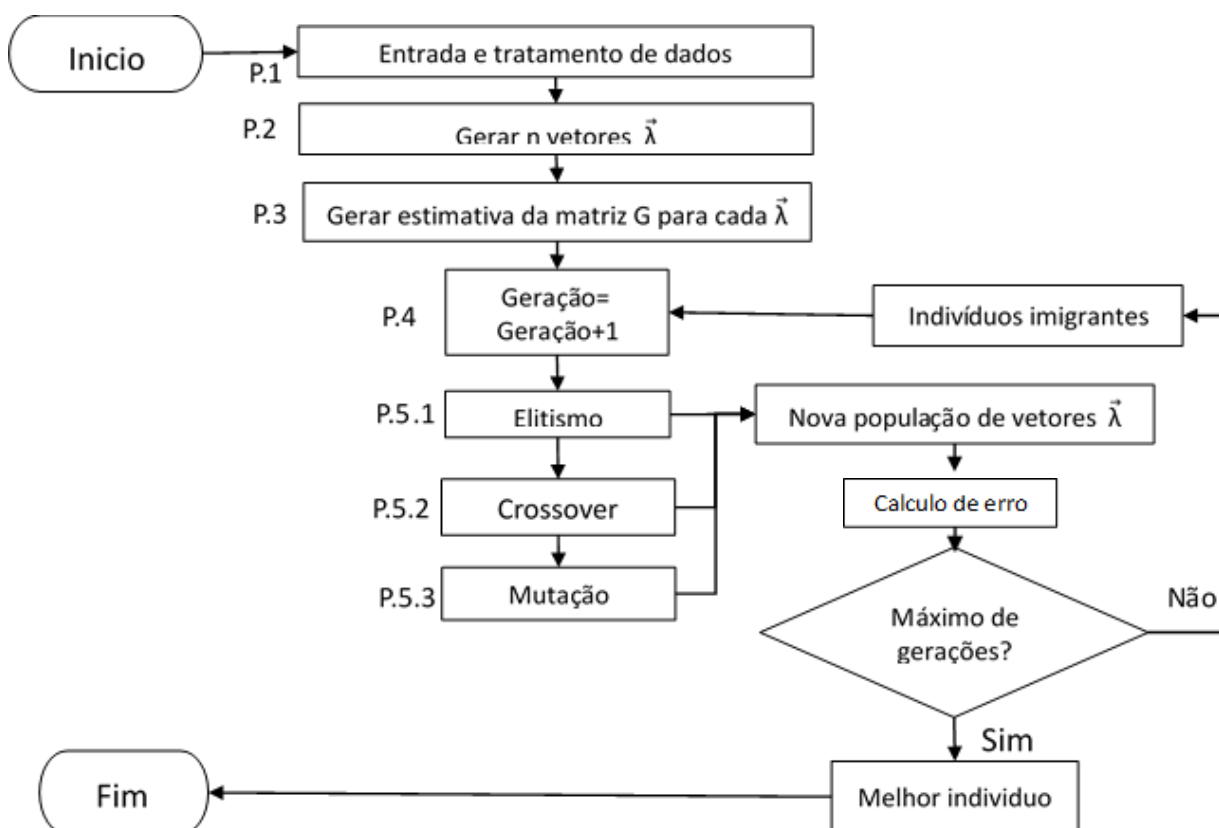 Inicio
P.1
Entrada e tratamento de dados
P.2
Gerar n vetores λ⃗
P.3
Gerar estimativa da matriz G para cada λ⃗
P.4
Geração=
Geração+1
Indivíduos imigrantes
P.5.1
Elitismo
Nova população de vetores λ⃗
P.5.2
Crossover
Calculo de erro
P.5.3
Mutação
Máximo de
gerações?
Não
Sim
Fim
Melhor individuo